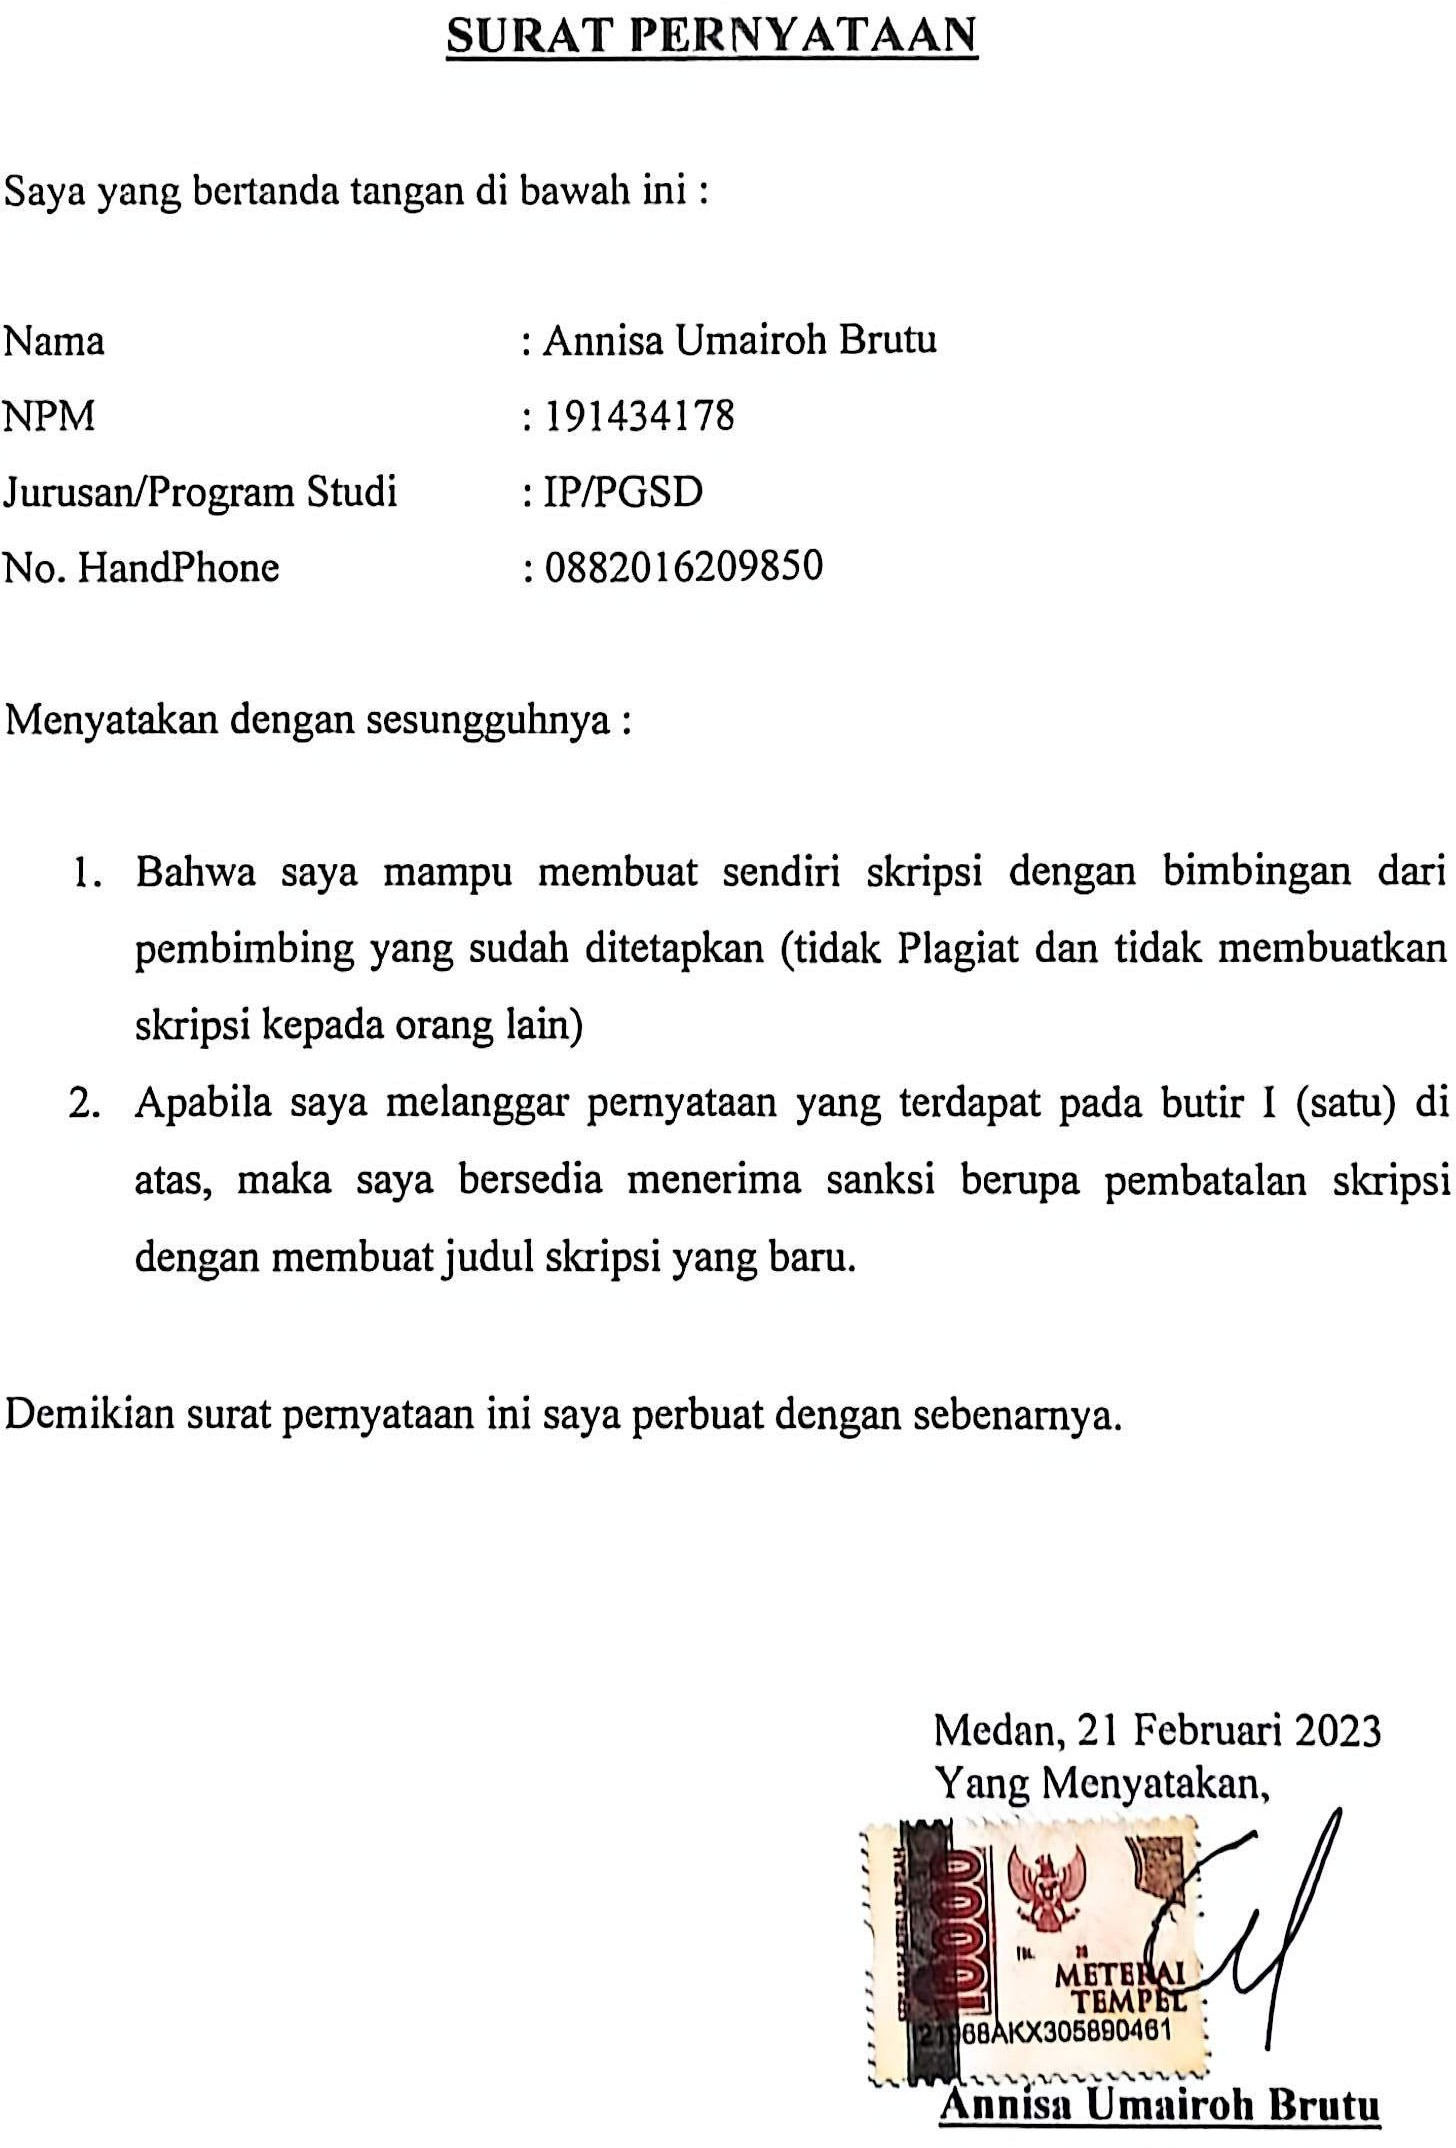 SURAT PERNYATAAN
Saya yang bertanda tangan di bawah ini :
Nama : Annisa Umairoh Brutu
NPM : 191434178
Jurusan/Program Studi : IP/PGSD
No. HandPhone : 0882016209850
Menyatakan dengan sesungguhnya :
1. Bahwa saya mampu membuat sendiri skripsi dengan bimbingan dari
pembimbing yang sudah ditetapkan (tidak Plagiat dan tidak membuatkan
skripsi kepada orang lain)
2. Apabila saya melanggar pernyataan yang terdapat pada butir I (satu) di
atas, maka saya bersedia menerima sanksi berupa pembatalan skripsi
dengan membuat judul skripsi yang baru.
Demikian surat pernyataan ini saya perbuat dengan sebenarnya.
Medan, 21 Februari 2023
Yang Menyatakan,
10000
METERAI
TEMPEL
68AKX305890461
Annisa Umairoh Brutu